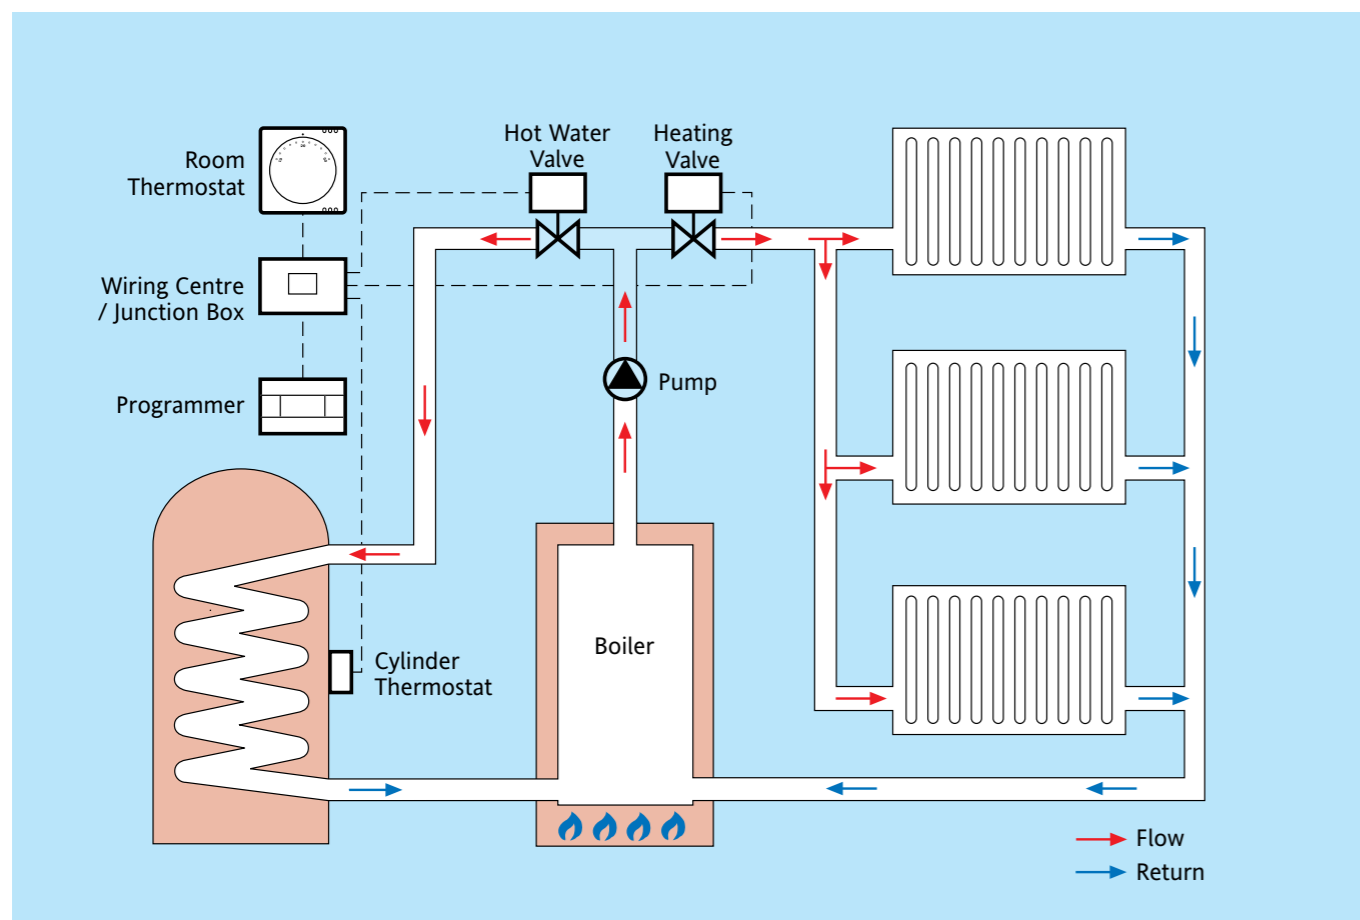 Hot Water
Valve
Heating
Valve
Room
Thermostat
Wiring Centre
/ Junction Box
Pump
Programmer
Boiler
Cylinder
Thermostat
Flow
Return